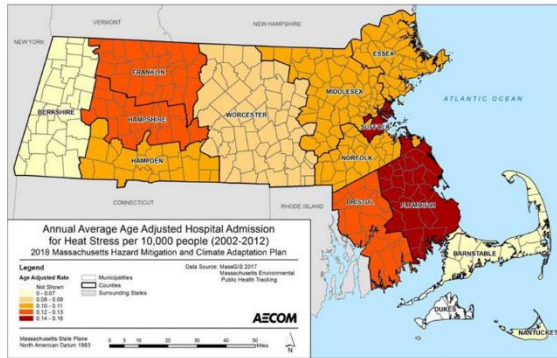 VERMONT
NEW HAMPSHIRE
NEW YORK
ESSEX
FRANKLIN
MIDDLESEX
BERKSHIRE
ATLANTIC OCEAN
HAMPSHIRE
WORCESTER
SUFFOLK
HAMPDEN
NORFOLK
CONNECTICUT
RHODE ISLAND
BRISTOL
PLYMOUTH
BARNSTABLE
DUKES
NANTUCKET
Annual Average Age Adjusted Hospital Admission
for Heat Stress per 10,000 people (2002-2012)
2018 Massachusetts Hazard Mitigation and Climate Adaptation Plan
Legend
Age Adjusted Rate
Not Shown
0 - 0.07
0.08 - 0.09
0.10 - 0.11
0.12 - 0.13
0.14 - 0.16
Municipalities
Counties
Surrounding States
Data Source: MassGIS 2017
Massachusetts Environmental
Public Health Tracking
AECOM
Massachusetts State Plane
North American Datum 1983
0 5 10 20 30 40 50
Miles
N